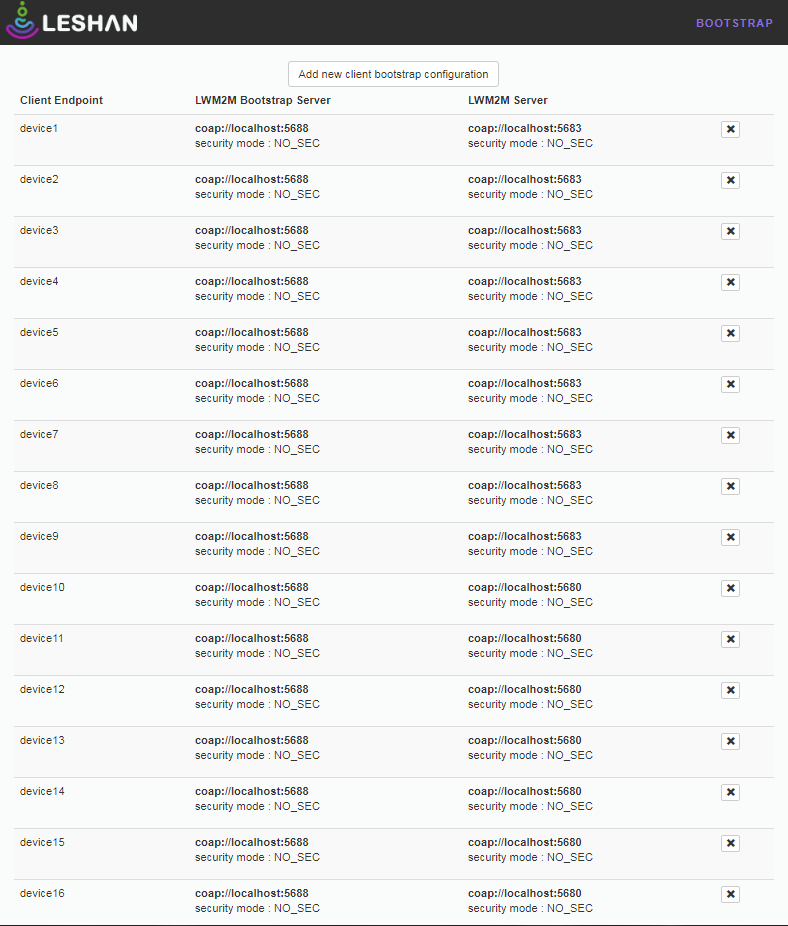 LESHAN
BOOTSTRAP
Add new client bootstrap configuration
Client Endpoint LWM2M Bootstrap Server LWM2M Server
device1 coap://localhost:5688 coap://localhost:5683
security mode : NO_SEC security mode : NO_SEC
device2 coap://localhost:5688 coap://localhost:5683
security mode : NO_SEC security mode : NO_SEC
device3 coap://localhost:5688 coap://localhost:5683
security mode : NO_SEC security mode : NO_SEC
device4 coap://localhost:5688 coap://localhost:5683
security mode : NO_SEC security mode : NO_SEC
device5 coap://localhost:5688 coap://localhost:5683
security mode : NO_SEC security mode : NO_SEC
device6 coap://localhost:5688 coap://localhost:5683
security mode : NO_SEC security mode : NO_SEC
device7 coap://localhost:5688 coap://localhost:5683
security mode : NO_SEC security mode : NO_SEC
device8 coap://localhost:5688 coap://localhost:5683
security mode : NO_SEC security mode : NO_SEC
device9 coap://localhost:5688 coap://localhost:5683
security mode : NO_SEC security mode : NO_SEC
device10 coap://localhost:5688 coap://localhost:5680
security mode : NO_SEC security mode : NO_SEC
device11 coap://localhost:5688 coap://localhost:5680
security mode : NO_SEC security mode : NO_SEC
device12 coap://localhost:5688 coap://localhost:5680
security mode : NO_SEC security mode : NO_SEC
device13 coap://localhost:5688 coap://localhost:5680
security mode : NO_SEC security mode : NO_SEC
device14 coap://localhost:5688 coap://localhost:5680
security mode : NO_SEC security mode : NO_SEC
device15 coap://localhost:5688 coap://localhost:5680
security mode : NO_SEC security mode : NO_SEC
device16 coap://localhost:5688 coap://localhost:5680
security mode : NO_SEC security mode : NO_SEC